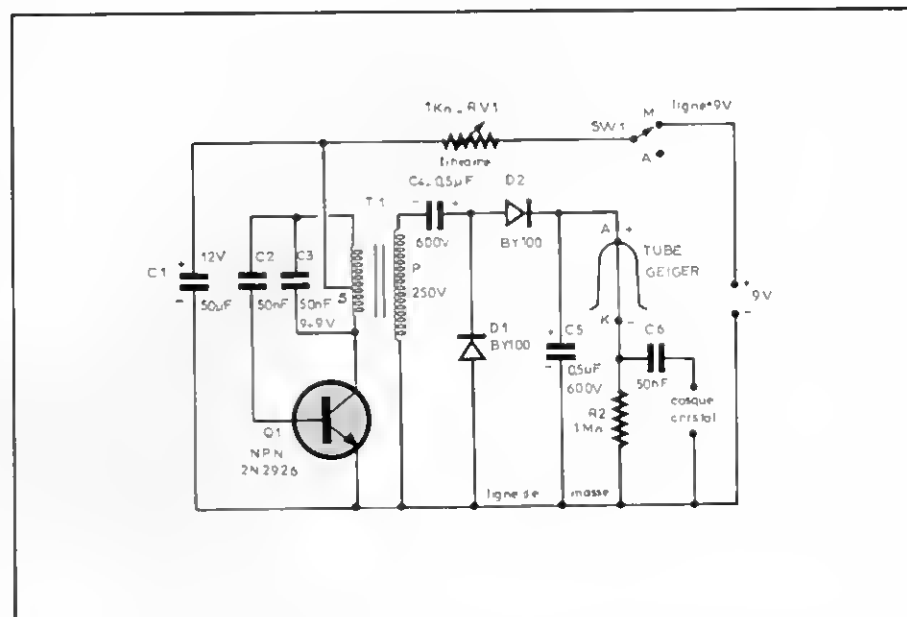 1KΩ - RV1
linéaire
SW1
M
ligne+9V
A
C4 - 0,5µF
- +
600V
D2
BY100
T1
P
250V
S
C1
+
12V
-
50µF
C2
50nF
C3
50nF
9+9V
D1
BY100
A +
TUBE
GEIGER
K -
C5
+
-
0,5µF
600V
C6
50nF
R2
1MΩ
casque
cristal
+
9V
-
Q1
NPN
2N2926
ligne de masse